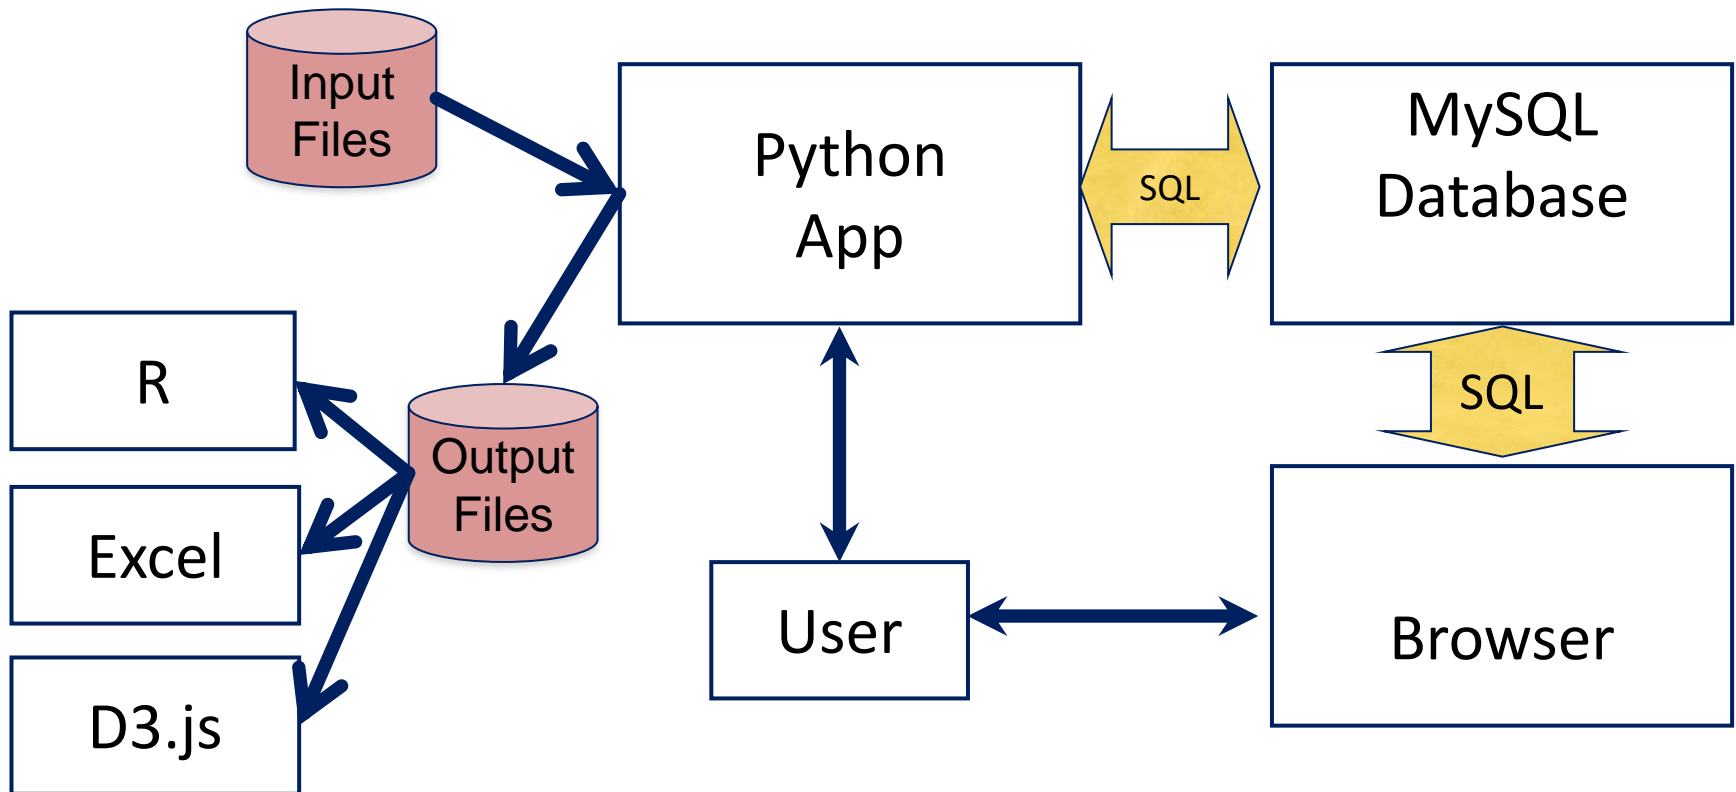 Input
Files
Python
App
SQL
MySQL
Database
R
Output
Files
SQL
Excel
User
Browser
D3.js